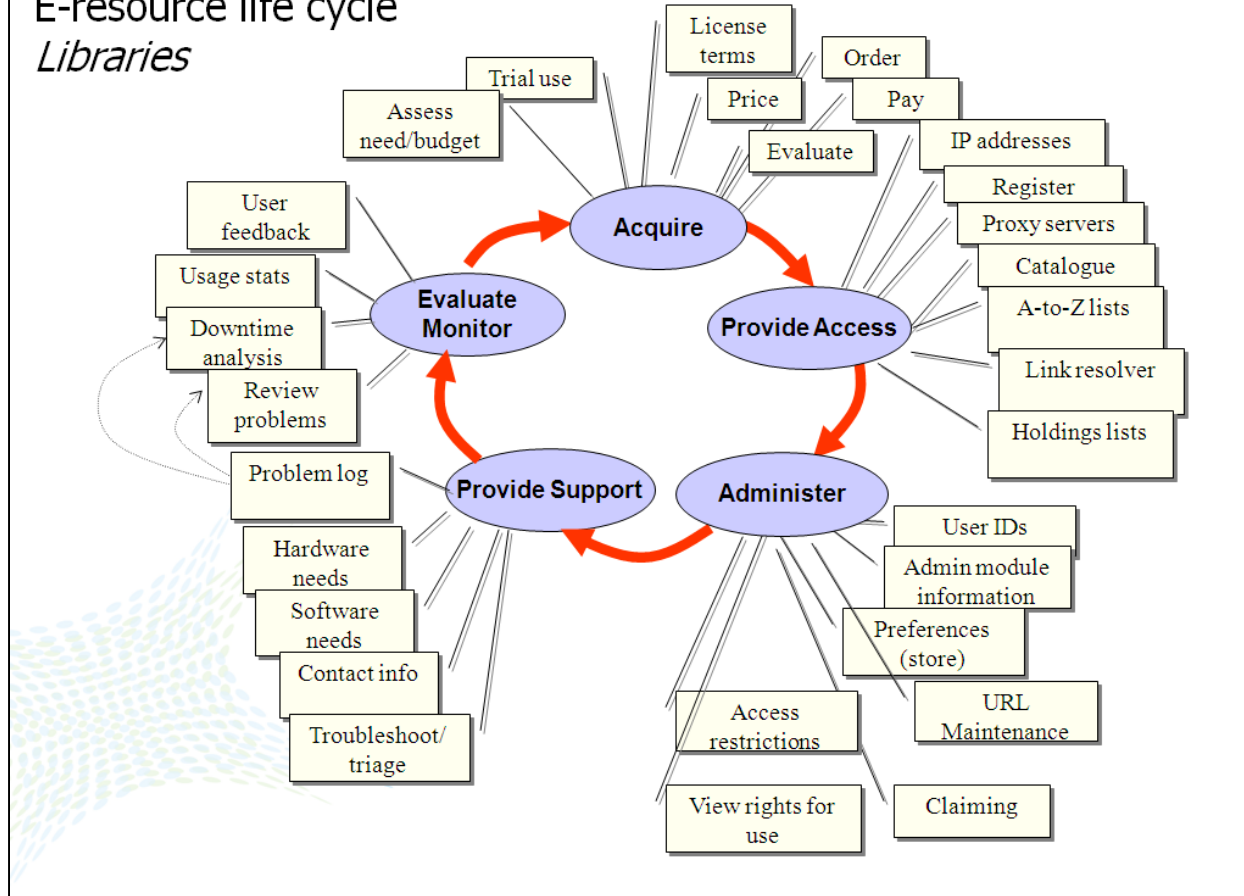 E-resource life cycle
Libraries
License
terms
Order
Trial use
Price
Pay
Assess
need/budget
Evaluate
IP addresses
Register
Proxy servers
Catalogue
A-to-Z lists
Link resolver
Holdings lists
User
feedback
Usage stats
Downtime
analysis
Review
problems
Acquire
Provide Access
Administer
Provide Support
Evaluate
Monitor
Problem log
Hardware
needs
Software
needs
Contact info
Troubleshoot/
triage
User IDs
Admin module
information
Preferences
(store)
URL
Maintenance
Access
restrictions
View rights for
use
Claiming